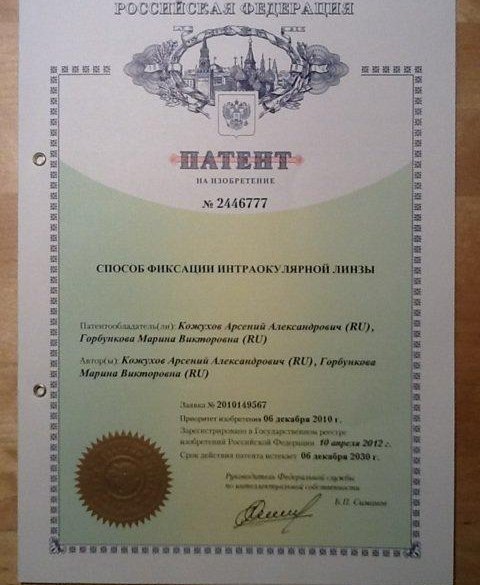 РОССИЙСКАЯ ФЕДЕРАЦИЯ
ПАТЕНТ
НА ИЗОБРЕТЕНИЕ
№ 2446777
СПОСОБ ФИКСАЦИИ ИНТРАОКУЛЯРНОЙ ЛИНЗЫ
Патентообладатель(ли): Кожухов Арсений Александрович (RU),
Горбункова Марина Викторовна (RU)
Автор(ы): Кожухов Арсений Александрович (RU), Горбункова
Марина Викторовна (RU)
Заявка № 2010149567
Приоритет изобретения 06 декабря 2010 г.
Зарегистрировано в Государственном реестре
изобретений Российской Федерации 10 апреля 2012 г.
Срок действия патента истекает 06 декабря 2030 г.
Руководитель Федеральной службы
по интеллектуальной собственности
Б.П. Симонов